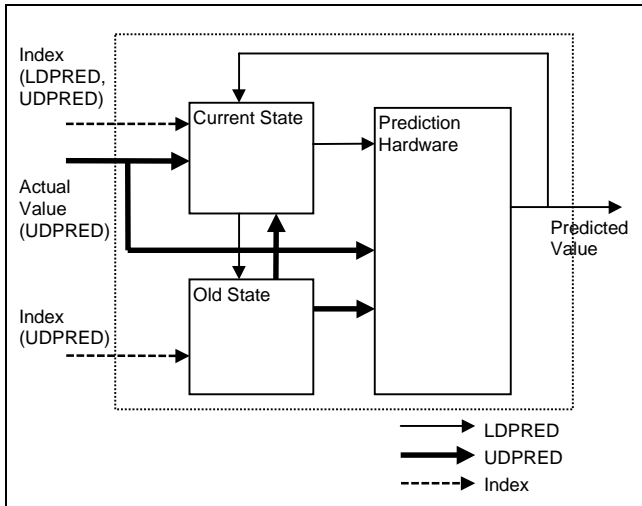 Index
(LDPRED,
UDPRED)
Current State
Prediction
Hardware
Actual
Value
(UDPRED)
Predicted
Value
Old State
Index
(UDPRED)
LDPRED
UDPRED
Index